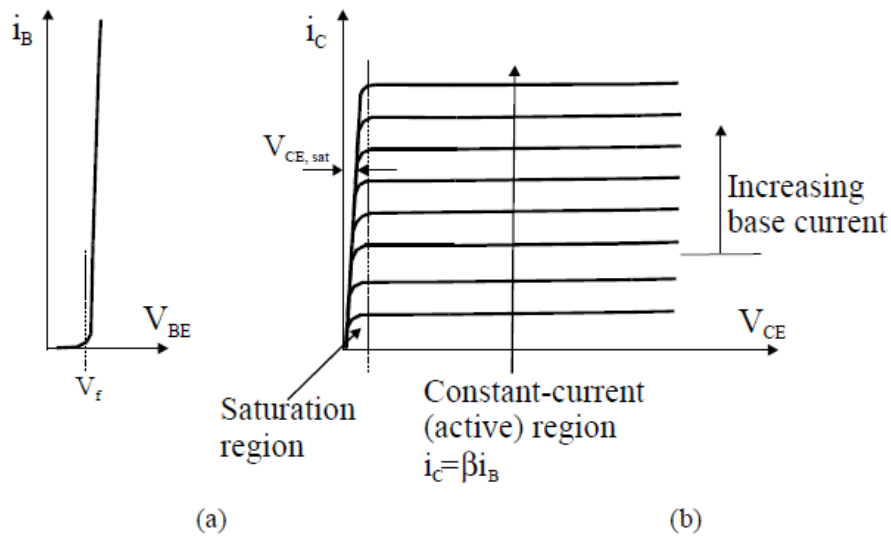 i_B
V_BE
V_f
(a)
i_C
V_CE, sat
Increasing
base current
V_CE
Saturation
region
Constant-current
(active) region
i_C=βi_B
(b)